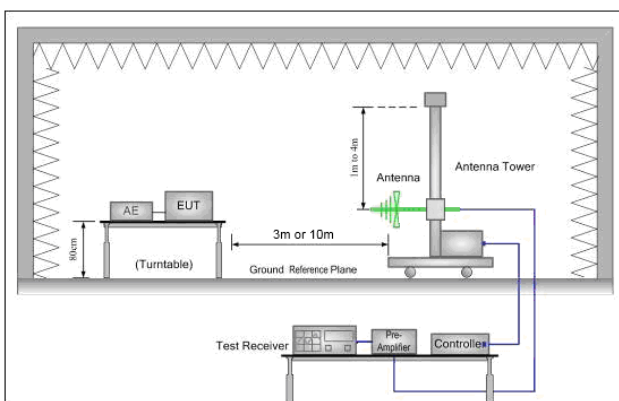 1m to 4m
Antenna
Antenna Tower
AE
EUT
3m or 10m
80cm
(Turntable)
Ground Reference Plane
Test Receiver
Pre-
Amplifier
Controlle